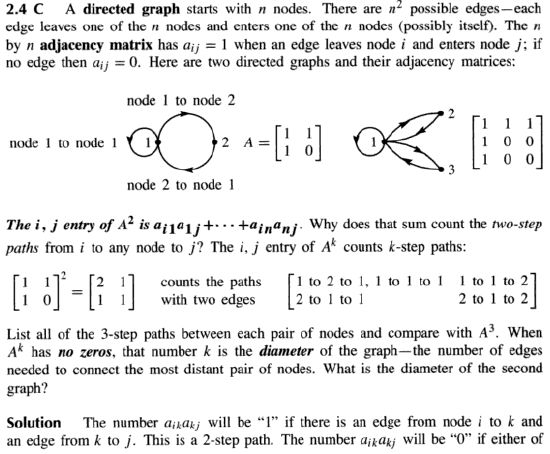 2.4 C A directed graph starts with n nodes. There are n² possible edges—each
edge leaves one of the n nodes and enters one of the n nodes (possibly itself). The n
by n adjacency matrix has aᵢⱼ = 1 when an edge leaves node i and enters node j; if
no edge then aᵢⱼ = 0. Here are two directed graphs and their adjacency matrices:
node 1 to node 2
node 1 to node 1 1 2 A = [1 1; 1 0] 1 2 3 [1 1 1; 1 0 0; 1 0 0]
node 2 to node 1
The i, j entry of A² is aᵢ₁a₁ⱼ + ··· + aᵢₙaₙⱼ. Why does that sum count the two-step
paths from i to any node to j? The i, j entry of Aᵏ counts k-step paths:
[1 1; 1 0]² = [2 1; 1 1] counts the paths with two edges [1 to 2 to 1, 1 to 1 to 1 1 to 1 to 2; 2 to 1 to 1 2 to 1 to 2]
List all of the 3-step paths between each pair of nodes and compare with A³. When
Aᵏ has no zeros, that number k is the diameter of the graph—the number of edges
needed to connect the most distant pair of nodes. What is the diameter of the second
graph?
Solution The number aᵢₖaₖⱼ will be “1” if there is an edge from node i to k and
an edge from k to j. This is a 2-step path. The number aᵢₖaₖⱼ will be “0” if either of